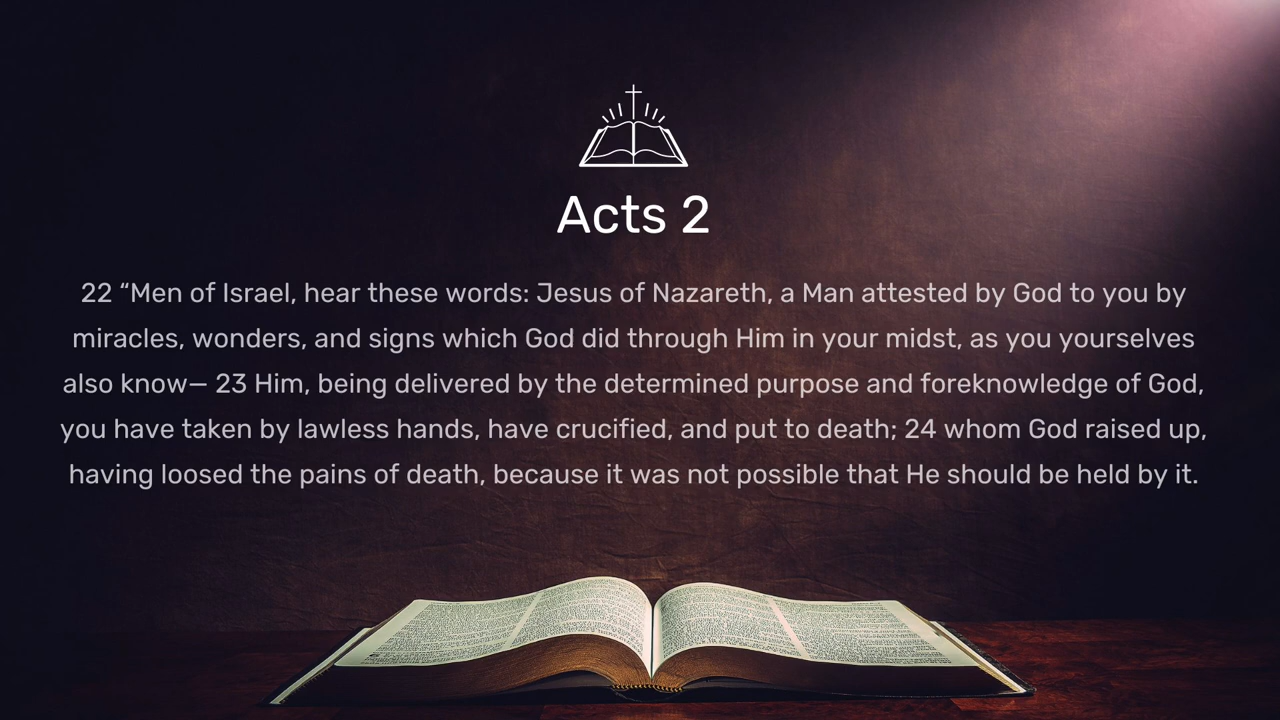 Acts 2
22 “Men of Israel, hear these words: Jesus of Nazareth, a Man attested by God to you by
miracles, wonders, and signs which God did through Him in your midst, as you yourselves
also know— 23 Him, being delivered by the determined purpose and foreknowledge of God,
you have taken by lawless hands, have crucified, and put to death; 24 whom God raised up,
having loosed the pains of death, because it was not possible that He should be held by it.